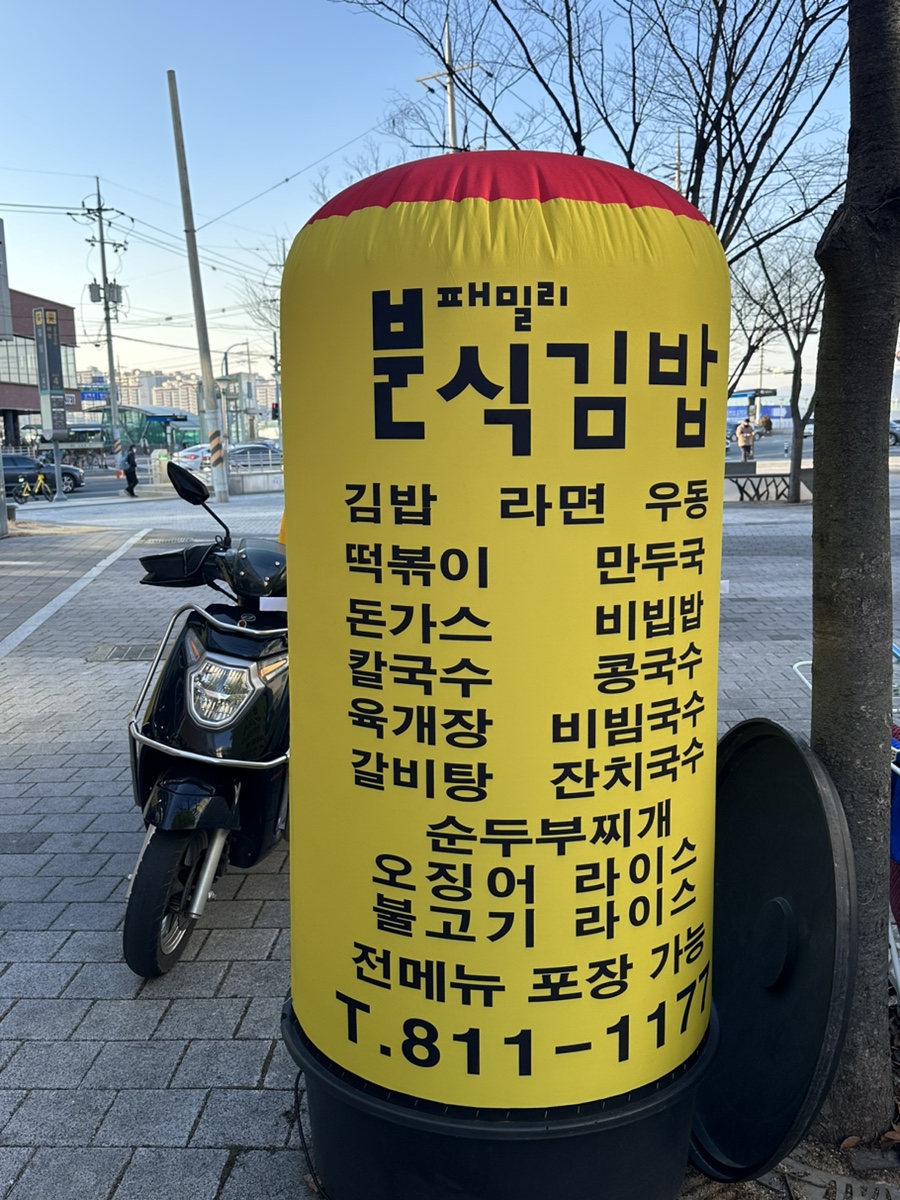 패밀리
분식김밥
김밥 라면 우동
떡볶이 만두국
돈가스 비빕밥
칼국수 콩국수
육개장 비빔국수
갈비탕 잔치국수
순두부찌개
오징어 라이스
불고기 라이스
전메뉴 포장 가능
T.811-1177